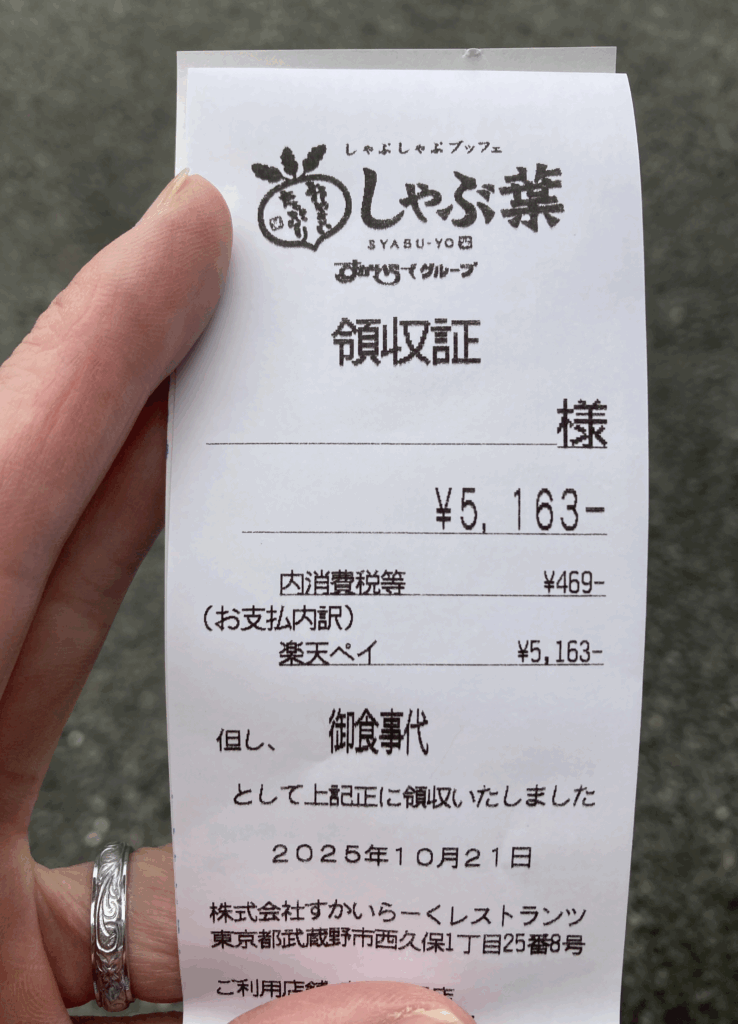 しゃぶしゃぶブッフェ
しゃぶ葉
SYABU-YO
すかいらーくグループ
領収証
様
¥5,163-
内消費税等 ¥469-
(お支払内訳)
楽天ペイ ¥5,163-
但し、 御食事代
として上記正に領収いたしました
2025年10月21日
株式会社すかいらーくレストランツ
東京都武蔵野市西久保1丁目25番8号
ご利用店舗